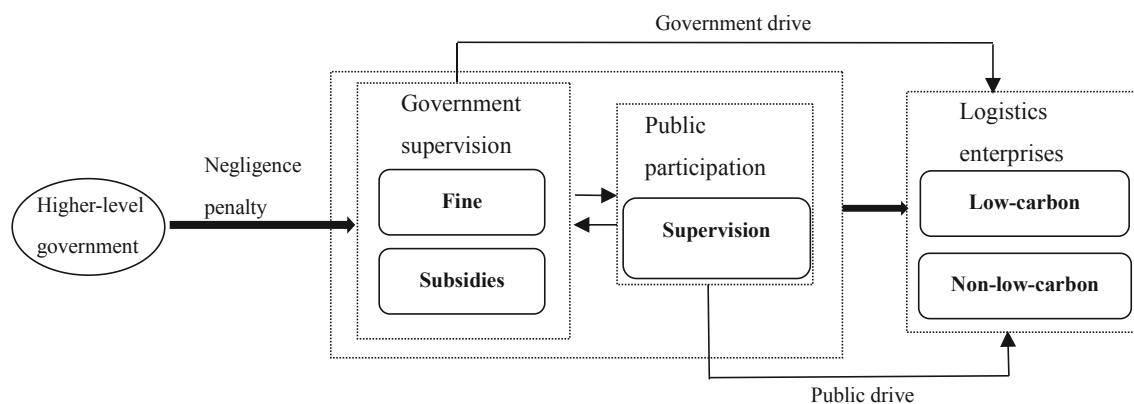 Government drive
Higher-level
government
Negligence
penalty
Government
supervision
Fine
Subsidies
Public
participation
Supervision
Logistics
enterprises
Low-carbon
Non-low-carbon
Public drive